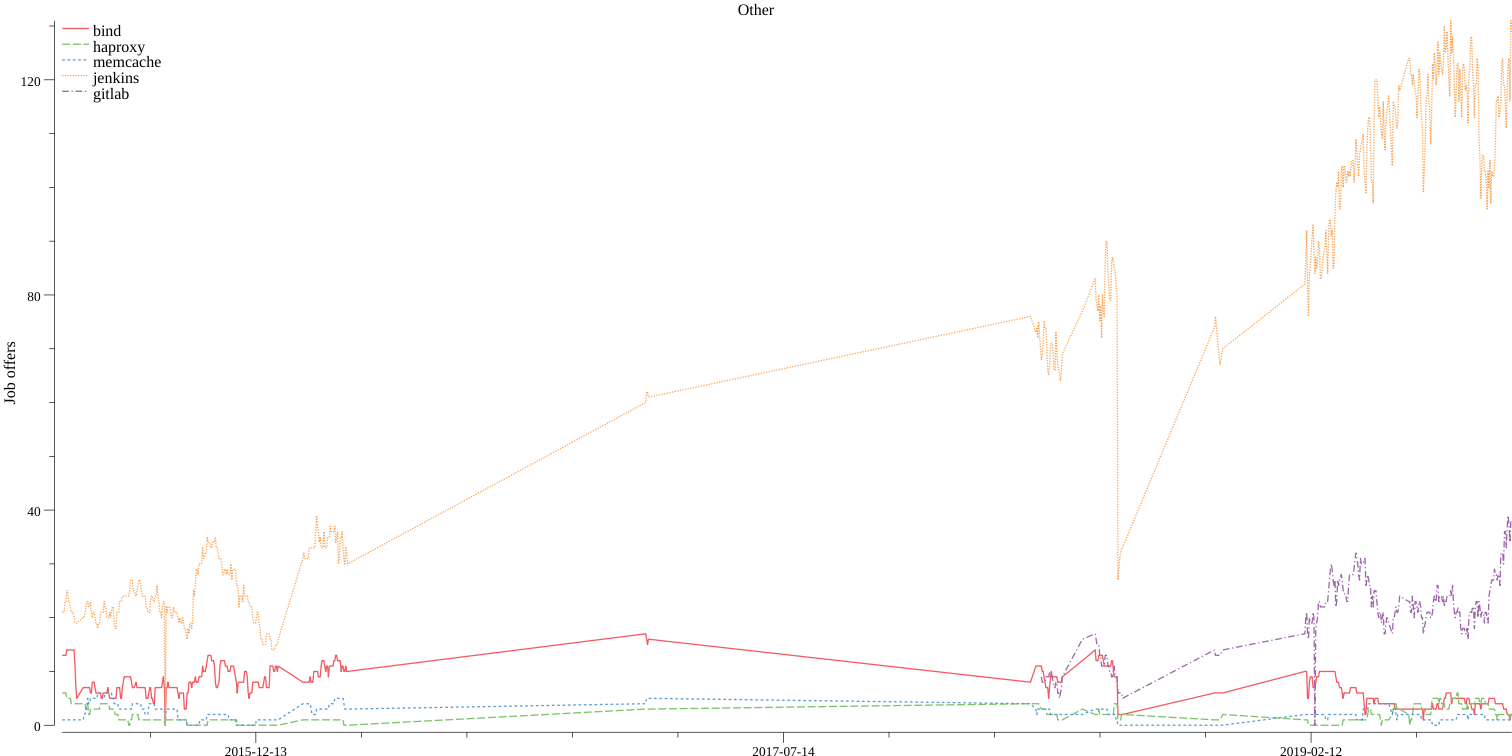 Other
bind
haproxy
memcache
jenkins
gitlab
120
80
40
0
Job offers
2015-12-13
2017-07-14
2019-02-12